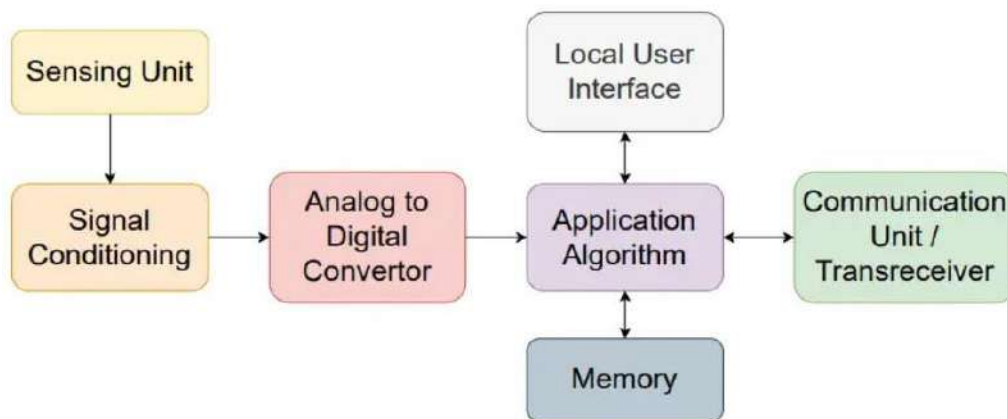 Sensing Unit
Local User
Interface
Signal
Conditioning
Analog to
Digital
Convertor
Application
Algorithm
Communication
Unit /
Transreceiver
Memory